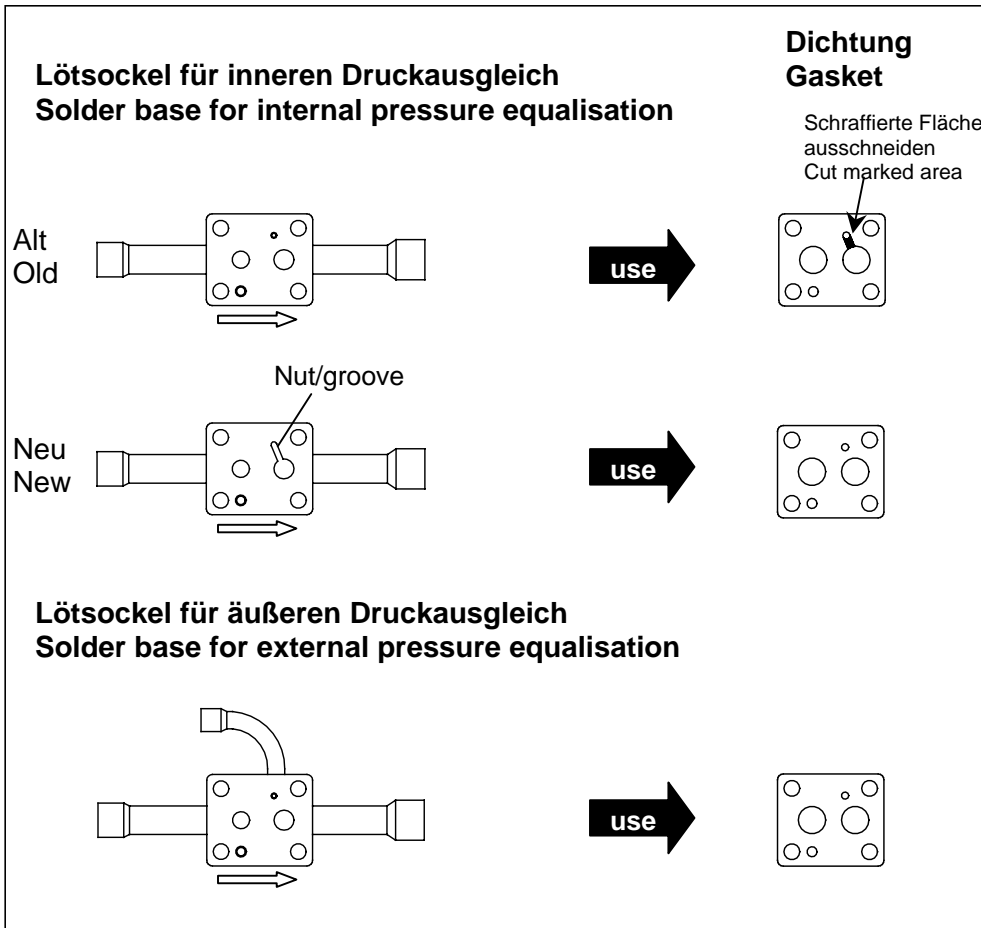 Lötsockel für inneren Druckausgleich
Solder base for internal pressure equalisation
Dichtung
Gasket
Schraffierte Fläche
ausschneiden
Cut marked area
Alt
Old
use
Nut/groove
Neu
New
use
Lötsockel für äußeren Druckausgleich
Solder base for external pressure equalisation
use